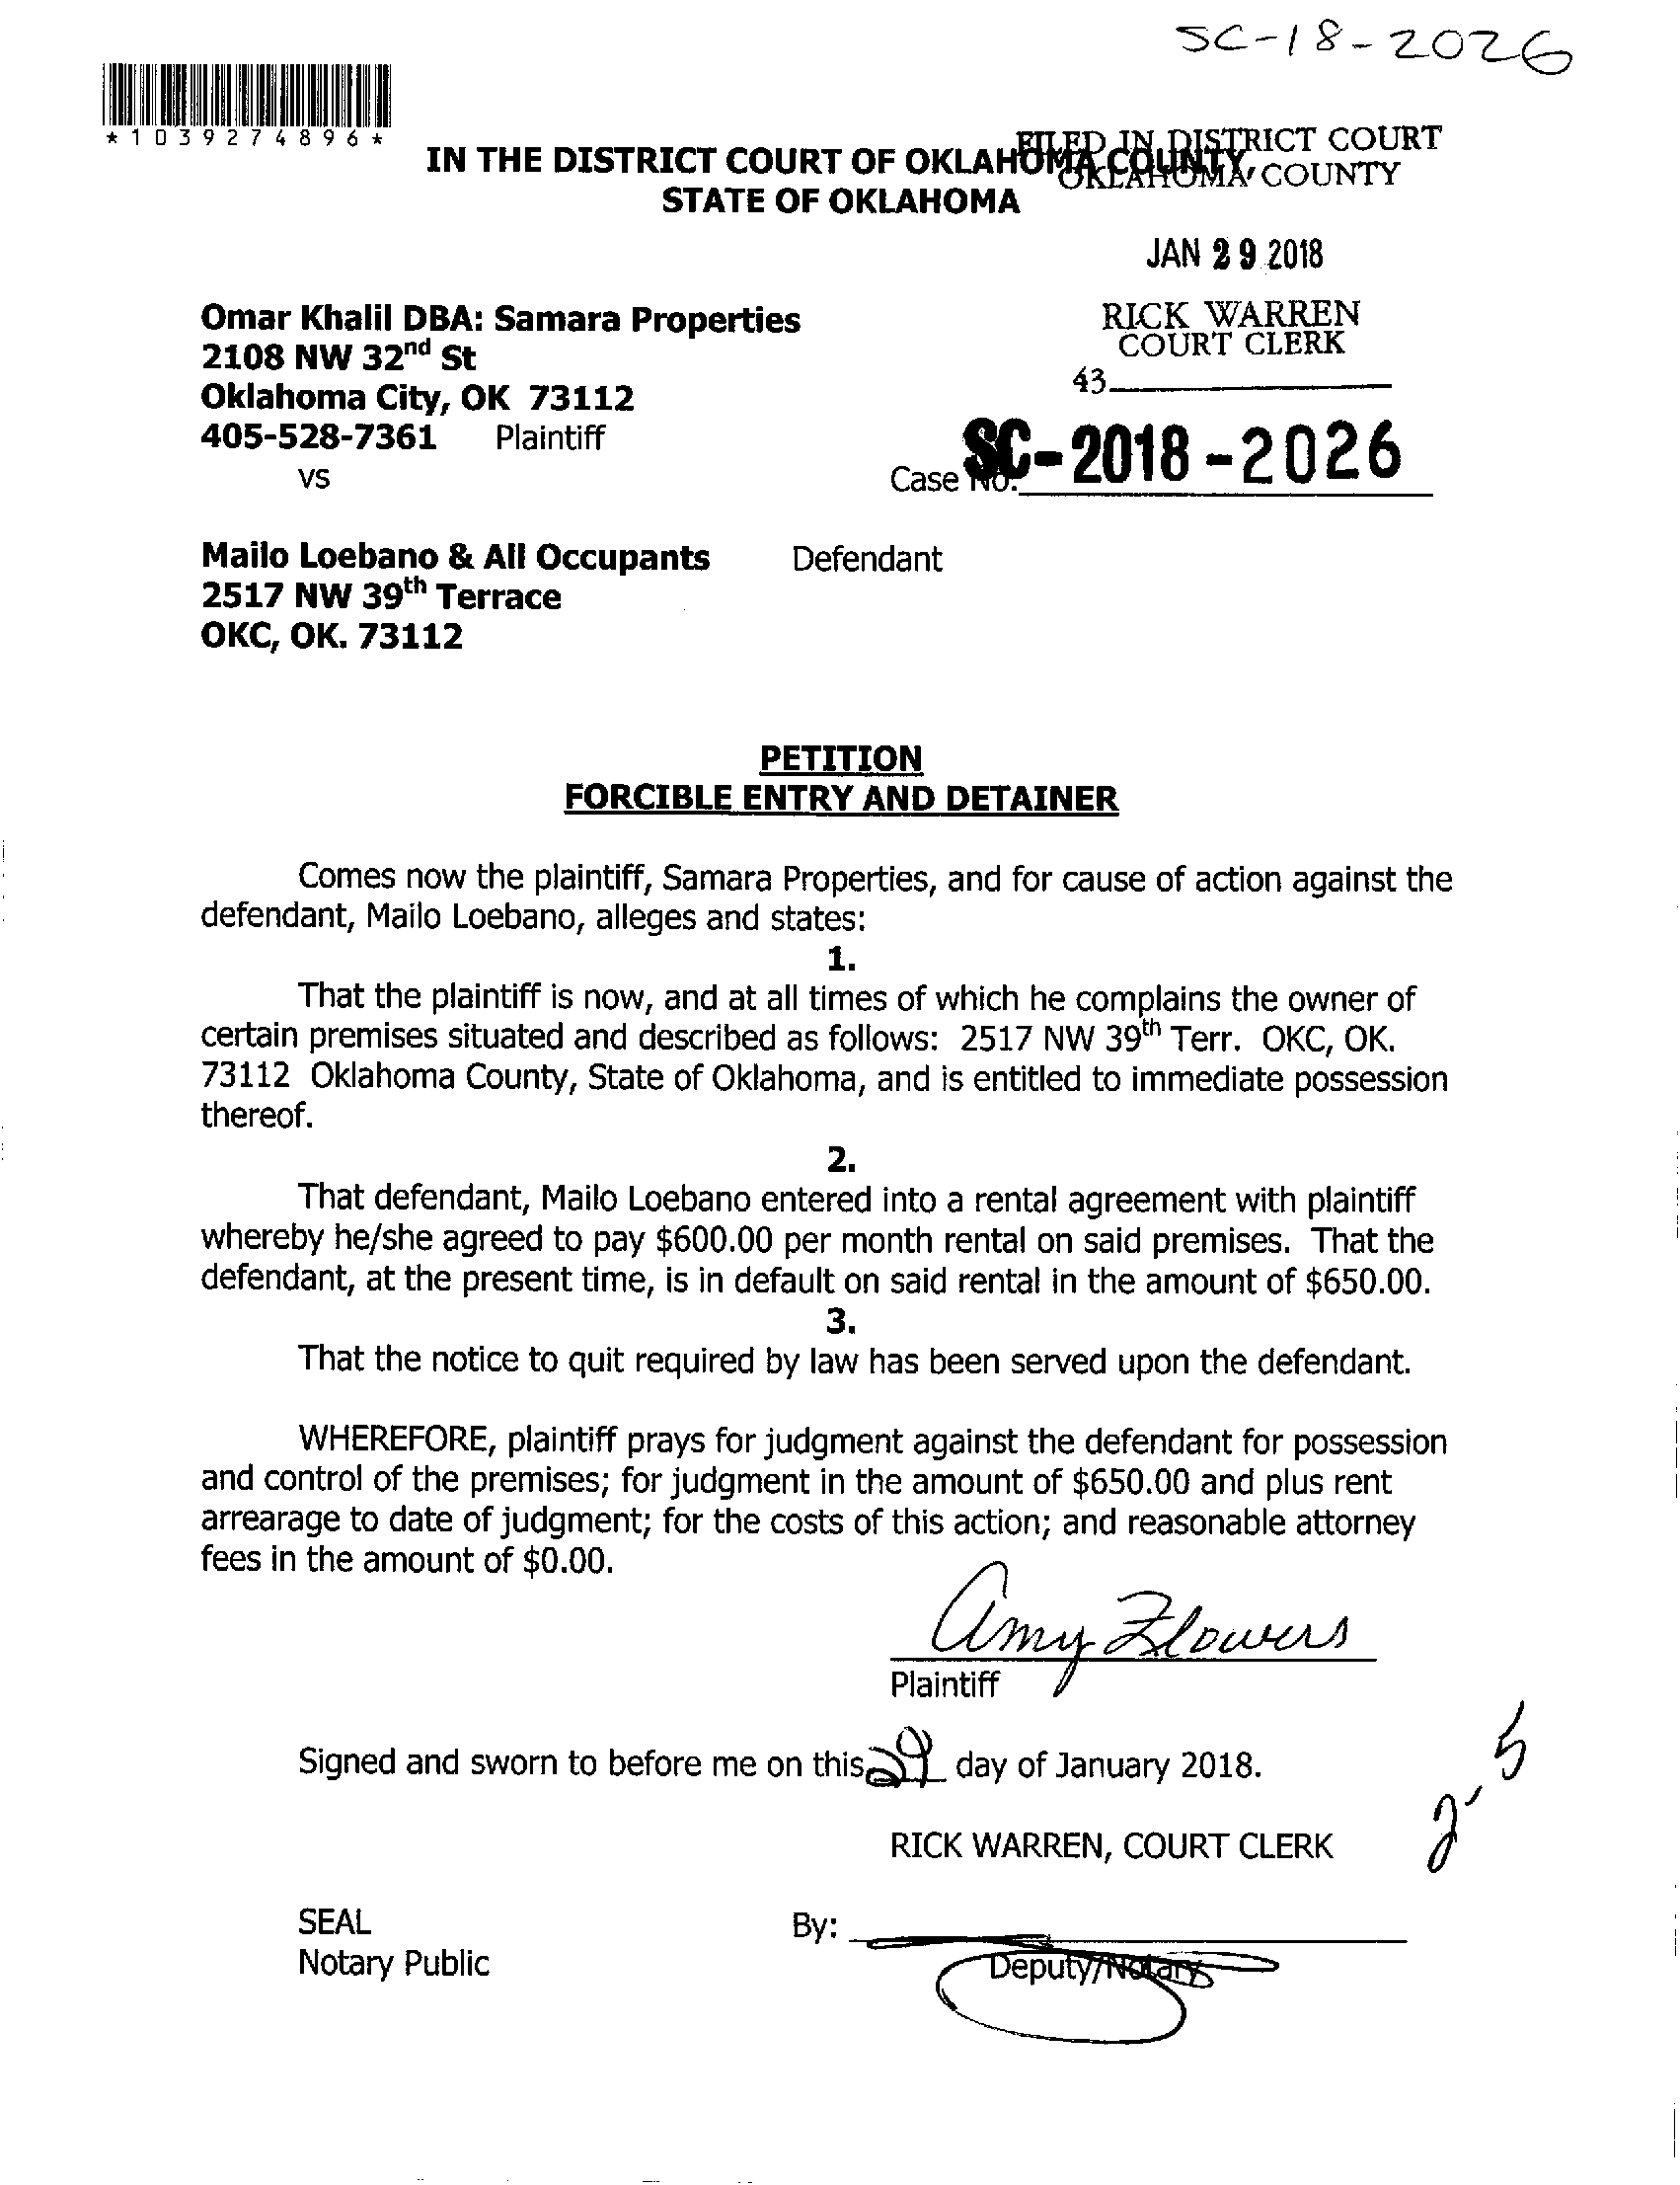 SC-18-2026
*1039274896*
IN THE DISTRICT COURT OF OKLAHOMA COUNTY,
STATE OF OKLAHOMA
FILED IN DISTRICT COURT
OKLAHOMA COUNTY
JAN 29 2018
RICK WARREN
COURT CLERK
43
Omar Khalil DBA: Samara Properties
2108 NW 32nd St
Oklahoma City, OK 73112
405-528-7361 Plaintiff
vs
Case No. SC-2018-2026
Mailo Loebano & All Occupants Defendant
2517 NW 39th Terrace
OKC, OK. 73112
PETITION
FORCIBLE ENTRY AND DETAINER
Comes now the plaintiff, Samara Properties, and for cause of action against the
defendant, Mailo Loebano, alleges and states:
1.
That the plaintiff is now, and at all times of which he complains the owner of
certain premises situated and described as follows: 2517 NW 39th Terr. OKC, OK.
73112 Oklahoma County, State of Oklahoma, and is entitled to immediate possession
thereof.
2.
That defendant, Mailo Loebano entered into a rental agreement with plaintiff
whereby he/she agreed to pay $600.00 per month rental on said premises. That the
defendant, at the present time, is in default on said rental in the amount of $650.00.
3.
That the notice to quit required by law has been served upon the defendant.
WHEREFORE, plaintiff prays for judgment against the defendant for possession
and control of the premises; for judgment in the amount of $650.00 and plus rent
arrearage to date of judgment; for the costs of this action; and reasonable attorney
fees in the amount of $0.00.
Amy Flowers
Plaintiff
Signed and sworn to before me on this 29 day of January 2018.
2-5
RICK WARREN, COURT CLERK
SEAL
Notary Public
By:
Deputy/Notary